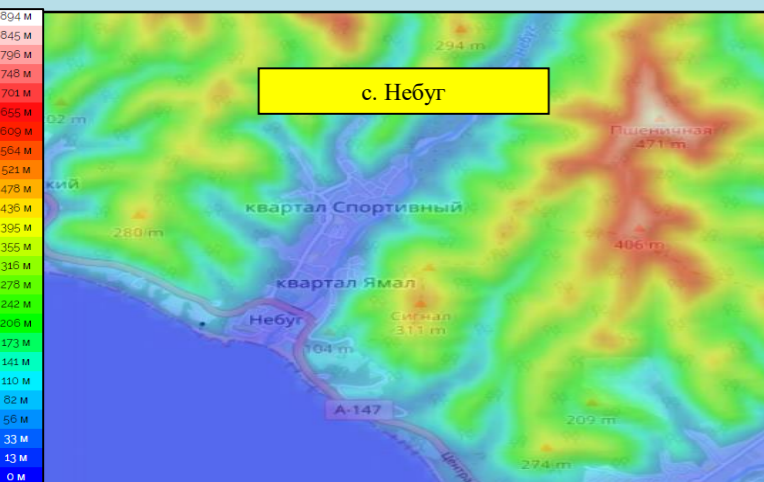 894 м
845 м
796 м
748 м
701 м
655 м
609 м
564 м
521 м
478 м
436 м
395 м
355 м
316 м
278 м
242 м
206 м
173 м
141 м
110 м
82 м
56 м
33 м
13 м
0 м
с. Небуг
294 m
02 m
Пшеничная
471 m
кий
квартал Спортивный
280 m
406 m
квартал Ямал
Сигнал
311 m
Небуг
104 m
А-147
209 m
274 m